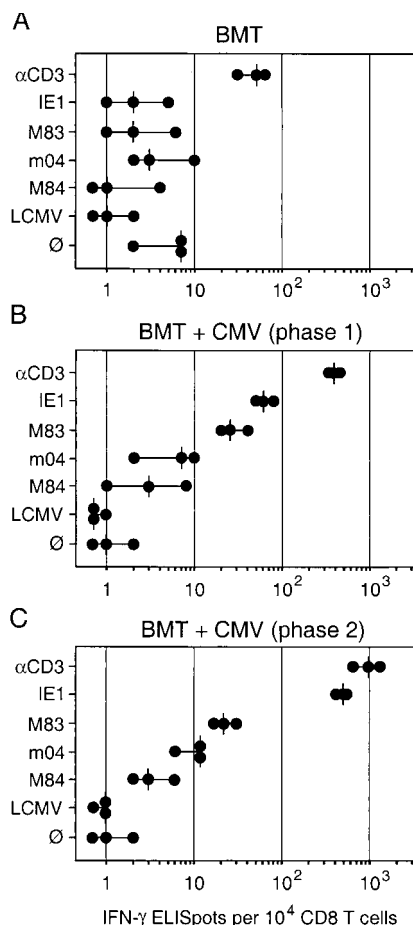 A
BMT
αCD3
IE1
M83
m04
M84
LCMV
Ø
1 10 10² 10³
B
BMT + CMV (phase 1)
αCD3
IE1
M83
m04
M84
LCMV
Ø
1 10 10² 10³
C
BMT + CMV (phase 2)
αCD3
IE1
M83
m04
M84
LCMV
Ø
1 10 10² 10³
IFN-γ ELISpots per 10⁴ CD8 T cells